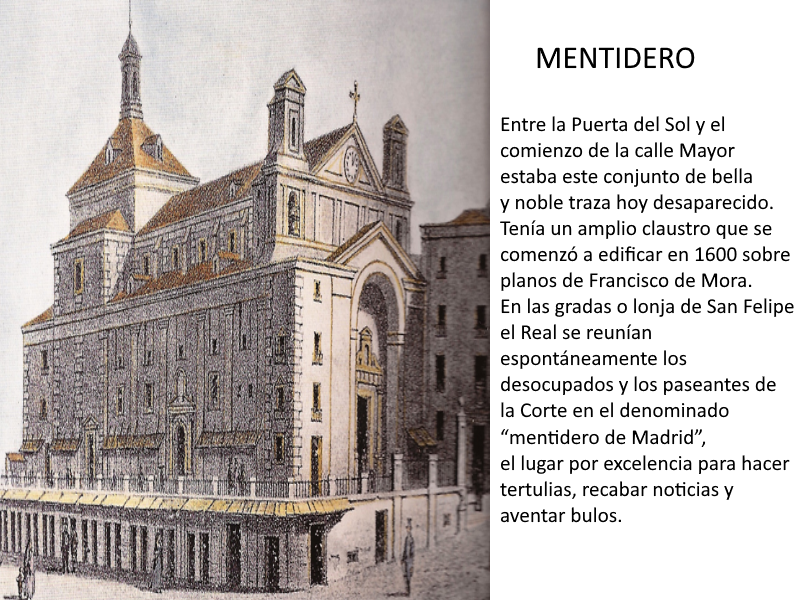 MENTIDERO
Entre la Puerta del Sol y el
comienzo de la calle Mayor
estaba este conjunto de bella
y noble traza hoy desaparecido.
Tenía un amplio claustro que se
comenzó a edificar en 1600 sobre
planos de Francisco de Mora.
En las gradas o lonja de San Felipe
el Real se reunían
espontáneamente los
desocupados y los paseantes de
la Corte en el denominado
“mentidero de Madrid”,
el lugar por excelencia para hacer
tertulias, recabar noticias y
aventar bulos.